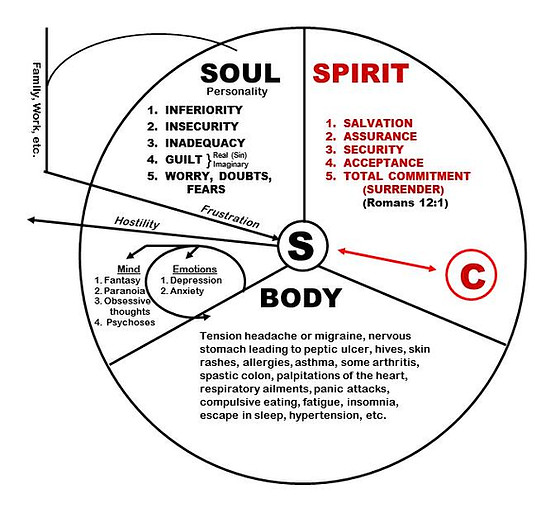 Family, Work, etc.
SOUL
Personality
1. INFERIORITY
2. INSECURITY
3. INADEQUACY
4. GUILT } Real (Sin)
Imaginary
5. WORRY, DOUBTS,
FEARS
SPIRIT
1. SALVATION
2. ASSURANCE
3. SECURITY
4. ACCEPTANCE
5. TOTAL COMMITMENT
(SURRENDER)
(Romans 12:1)
Frustration
Hostility
S
C
Mind
1. Fantasy
2. Paranoia
3. Obsessive
thoughts
4. Psychoses
Emotions
1. Depression
2. Anxiety
BODY
Tension headache or migraine, nervous
stomach leading to peptic ulcer, hives, skin
rashes, allergies, asthma, some arthritis,
spastic colon, palpitations of the heart,
respiratory ailments, panic attacks,
compulsive eating, fatigue, insomnia,
escape in sleep, hypertension, etc.